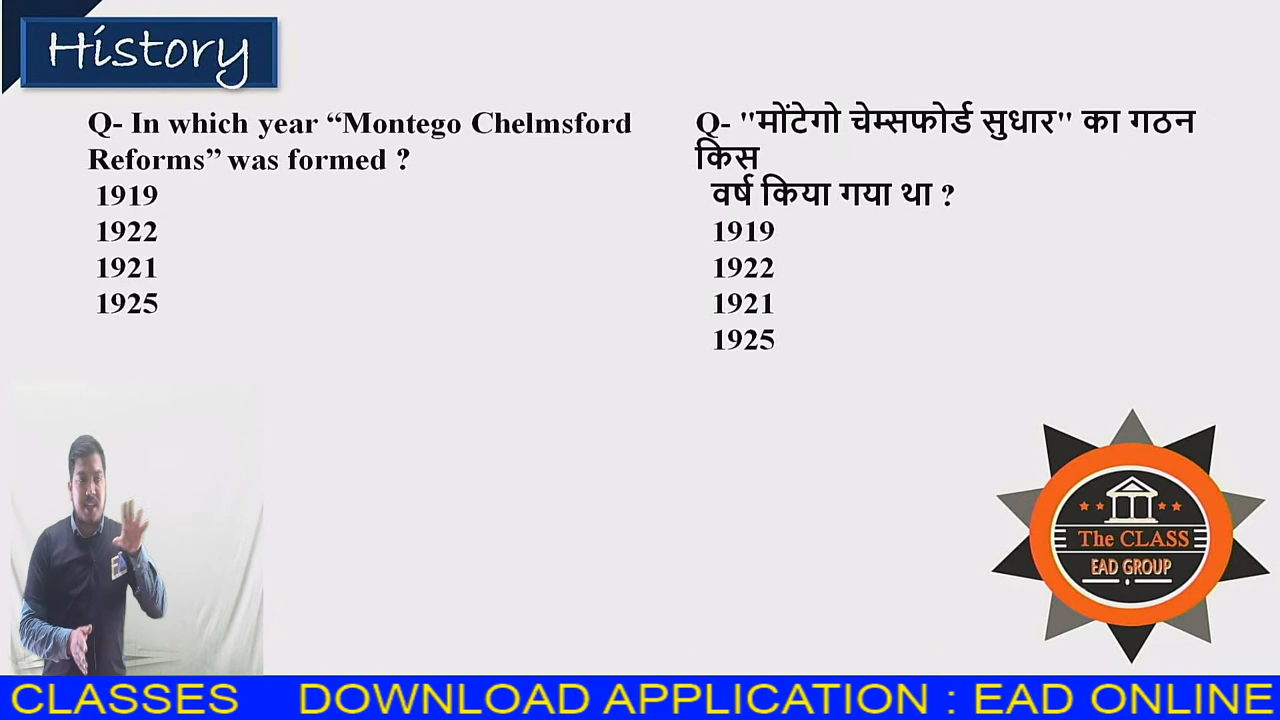 History
Q- In which year “Montego Chelmsford
Reforms” was formed ?
1919
1922
1921
1925
Q- "मोंटेगो चेम्सफोर्ड सुधार" का गठन
किस
वर्ष किया गया था ?
1919
1922
1921
1925
The CLASS
EAD GROUP
CLASSES DOWNLOAD APPLICATION : EAD ONLINE